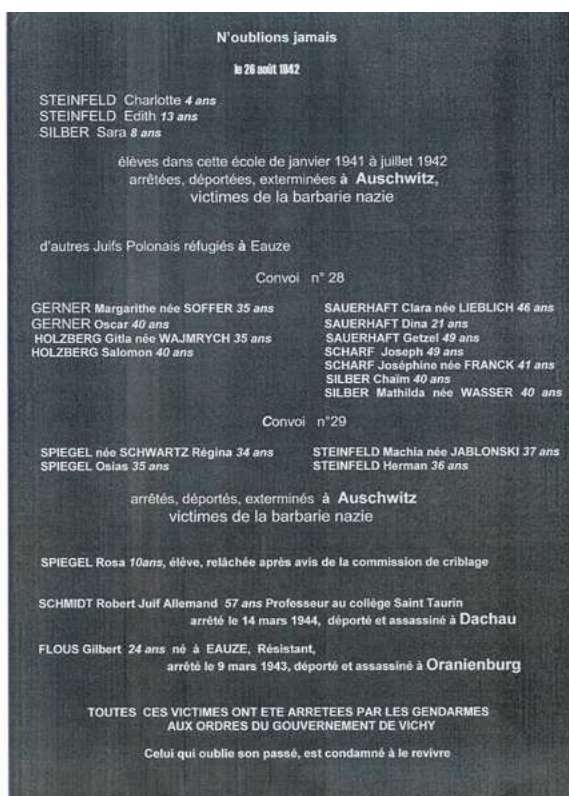 N'oublions jamais
le 26 août 1942
STEINFELD Charlotte 4 ans
STEINFELD Edith 13 ans
SILBER Sara 8 ans
élèves dans cette école de janvier 1941 à juillet 1942
arrêtées, déportées, exterminées à Auschwitz,
victimes de la barbarie nazie
d'autres Juifs Polonais réfugiés à Eauze
Convoi n° 28
GERNER Margarithe née SOFFER 35 ans
GERNER Oscar 40 ans
HOLZBERG Gitla née WAJMRYCH 35 ans
HOLZBERG Salomon 40 ans
SAUERHAFT Clara née LIEBLICH 46 ans
SAUERHAFT Dina 21 ans
SAUERHAFT Getzel 49 ans
SCHARF Joseph 49 ans
SCHARF Joséphine née FRANCK 41 ans
SILBER Chaïm 40 ans
SILBER Mathilda née WASSER 40 ans
Convoi n°29
SPIEGEL née SCHWARTZ Régina 34 ans
SPIEGEL Osias 35 ans
STEINFELD Machia née JABLONSKI 37 ans
STEINFELD Herman 36 ans
arrêtés, déportés, exterminés à Auschwitz
victimes de la barbarie nazie
SPIEGEL Rosa 10ans, élève, relâchée après avis de la commission de criblage
SCHMIDT Robert Juif Allemand 57 ans Professeur au collège Saint Taurin
arrêté le 14 mars 1944, déporté et assassiné à Dachau
FLOUS Gilbert 24 ans né à EAUZE, Résistant,
arrêté le 9 mars 1943, déporté et assassiné à Oranienburg
TOUTES CES VICTIMES ONT ETE ARRETEES PAR LES GENDARMES
AUX ORDRES DU GOUVERNEMENT DE VICHY
Celui qui oublie son passé, est condamné à le revivre